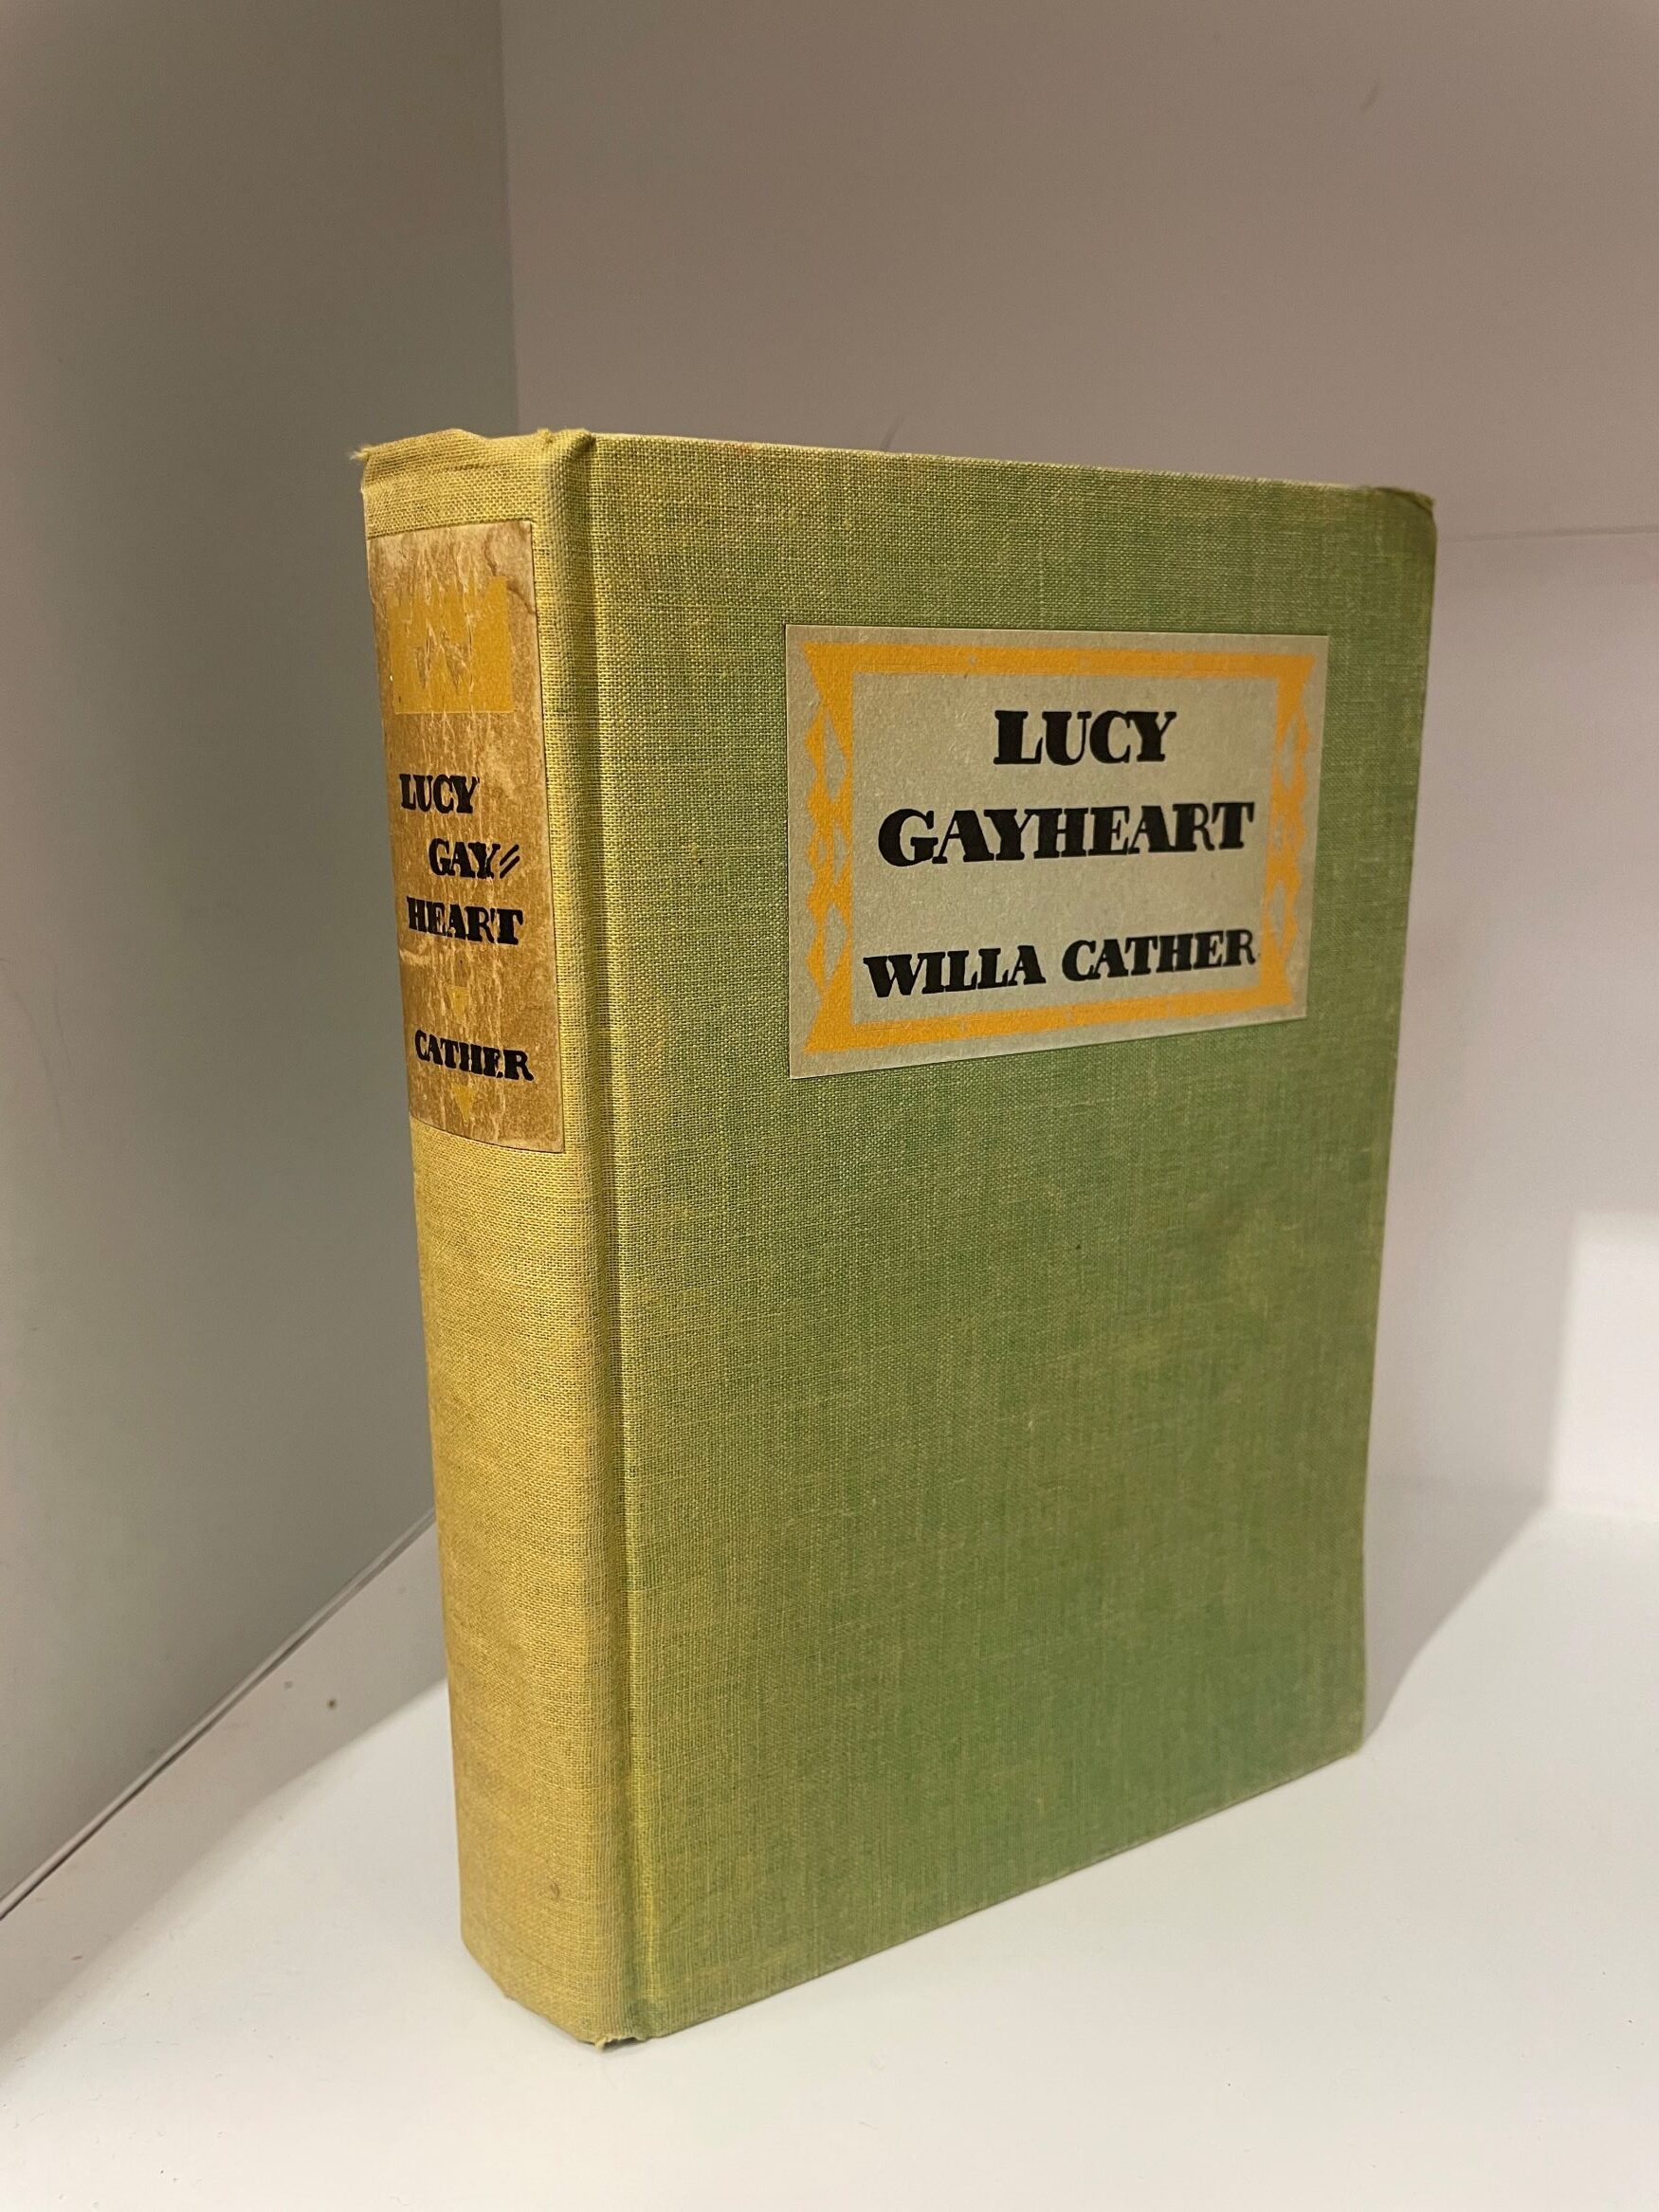 LUCY
GAY=
HEART
CATHER
LUCY
GAYHEART
WILLA CATHER